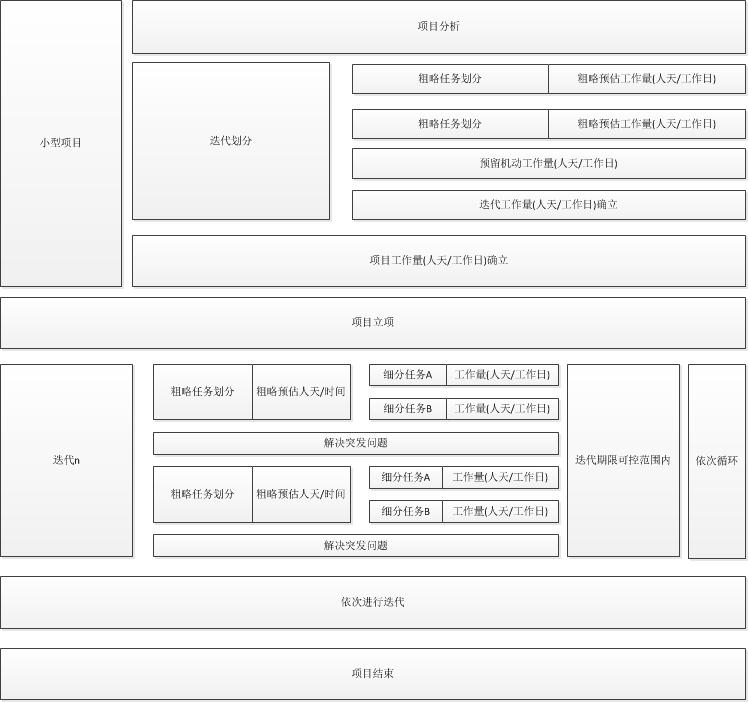 项目分析
小型项目
迭代划分
粗略任务划分
粗略预估工作量(人天/工作日)
粗略任务划分
粗略预估工作量(人天/工作日)
预留机动工作量(人天/工作日)
迭代工作量(人天/工作日)确立
项目工作量(人天/工作日)确立
项目立项
迭代n
粗略任务划分
粗略预估人天/时间
细分任务A
工作量(人天/工作日)
细分任务B
工作量(人天/工作日)
解决突发问题
粗略任务划分
粗略预估人天/时间
细分任务A
工作量(人天/工作日)
细分任务B
工作量(人天/工作日)
解决突发问题
迭代期限可控范围内
依次循环
依次进行迭代
项目结束